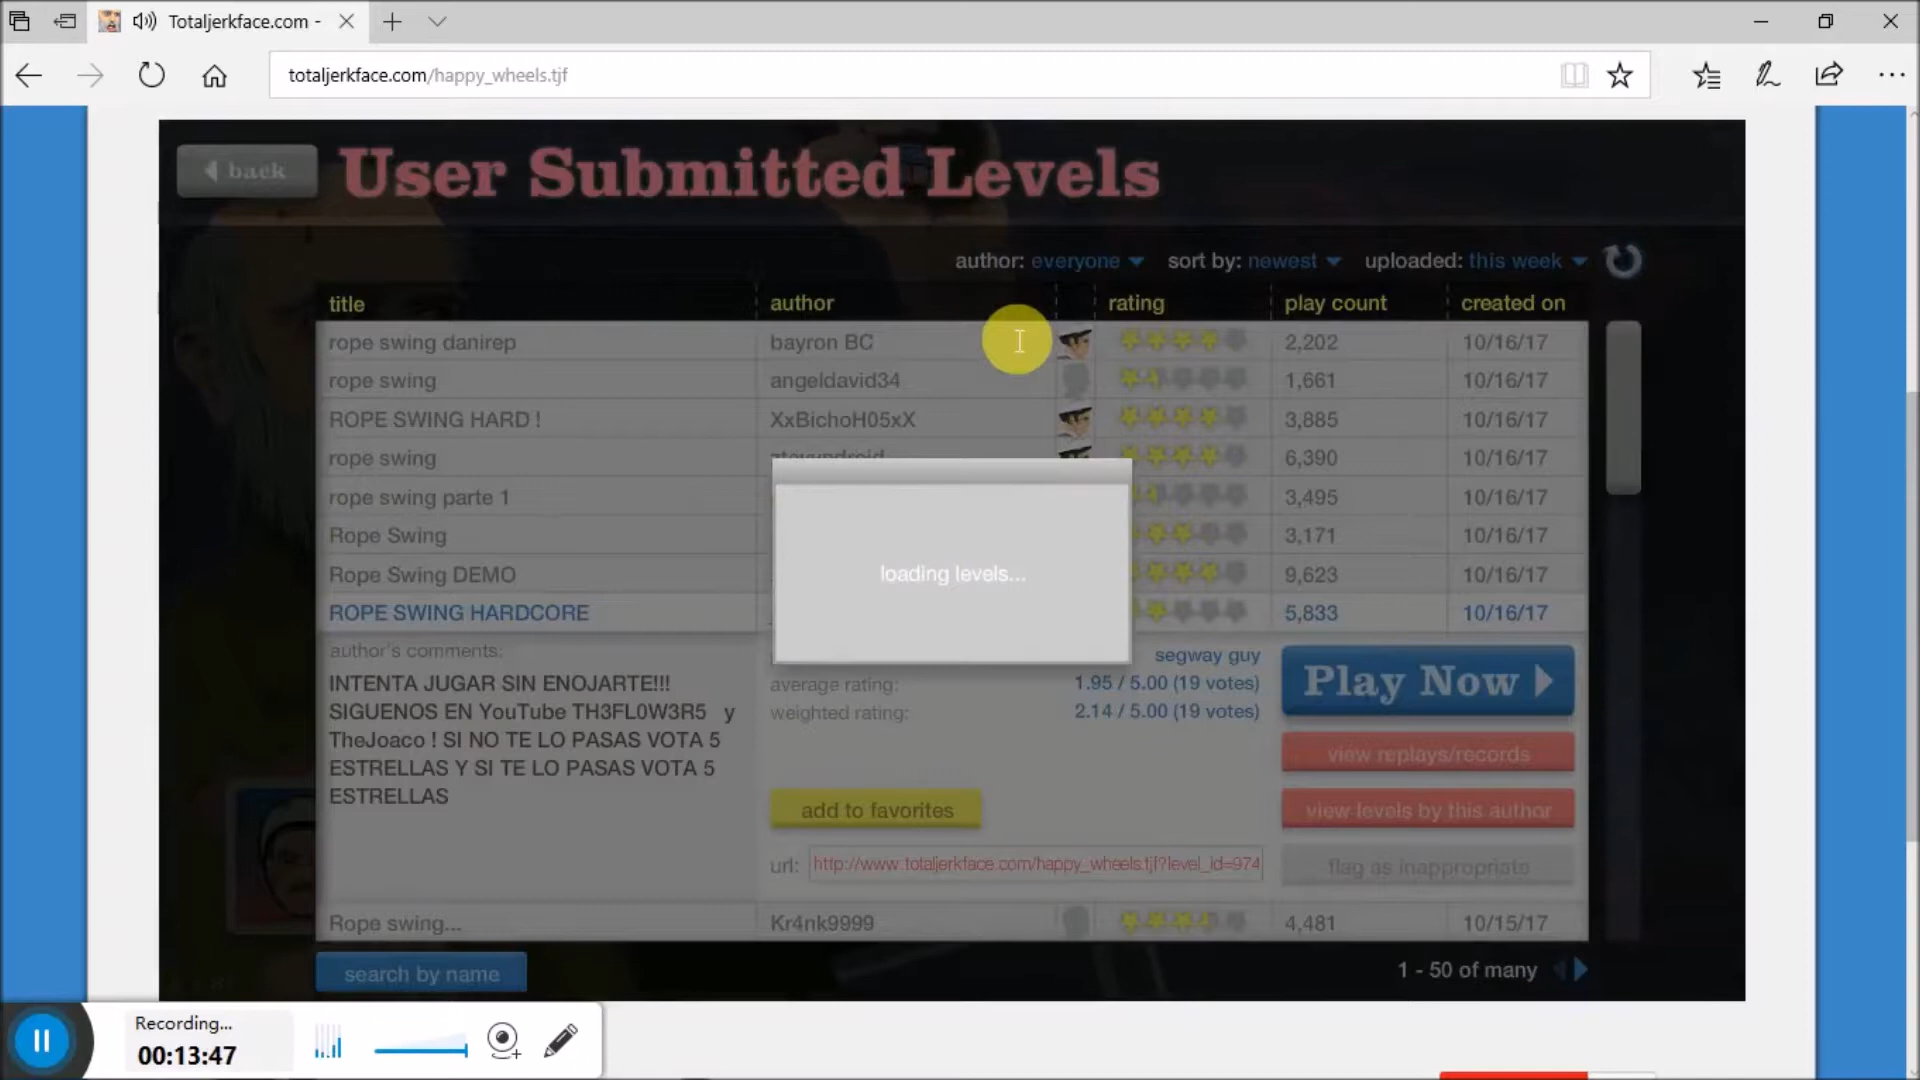 Totaljerkface.com -
totaljerkface.com/happy_wheels.tjf
back
User Submitted Levels
author: everyone sort by: newest uploaded: this week
title author rating play count created on
rope swing danirep bayron BC 2,202 10/16/17
rope swing angeldavid34 1,661 10/16/17
ROPE SWING HARD ! XxBichoH05xX 3,885 10/16/17
rope swing 6,390 10/16/17
rope swing parte 1 3,495 10/16/17
Rope Swing 3,171 10/16/17
Rope Swing DEMO 9,623 10/16/17
loading levels...
ROPE SWING HARDCORE 5,833 10/16/17
author's comments:
INTENTA JUGAR SIN ENOJARTE!!!
SIGUENOS EN YouTube TH3FL0W3R5 y
TheJoaco ! SI NO TE LO PASAS VOTA 5
ESTRELLAS Y SI TE LO PASAS VOTA 5
ESTRELLAS
segway guy
average rating: 1.95 / 5.00 (19 votes)
weighted rating: 2.14 / 5.00 (19 votes)
Play Now
view replays/records
add to favorites
view levels by this author
url: http://www.totaljerkface.com/happy_wheels.tjf?level_id=974
flag as inappropriate
Rope swing... Kr4nk9999 4,481 10/15/17
search by name
1 - 50 of many
Recording...
00:13:47